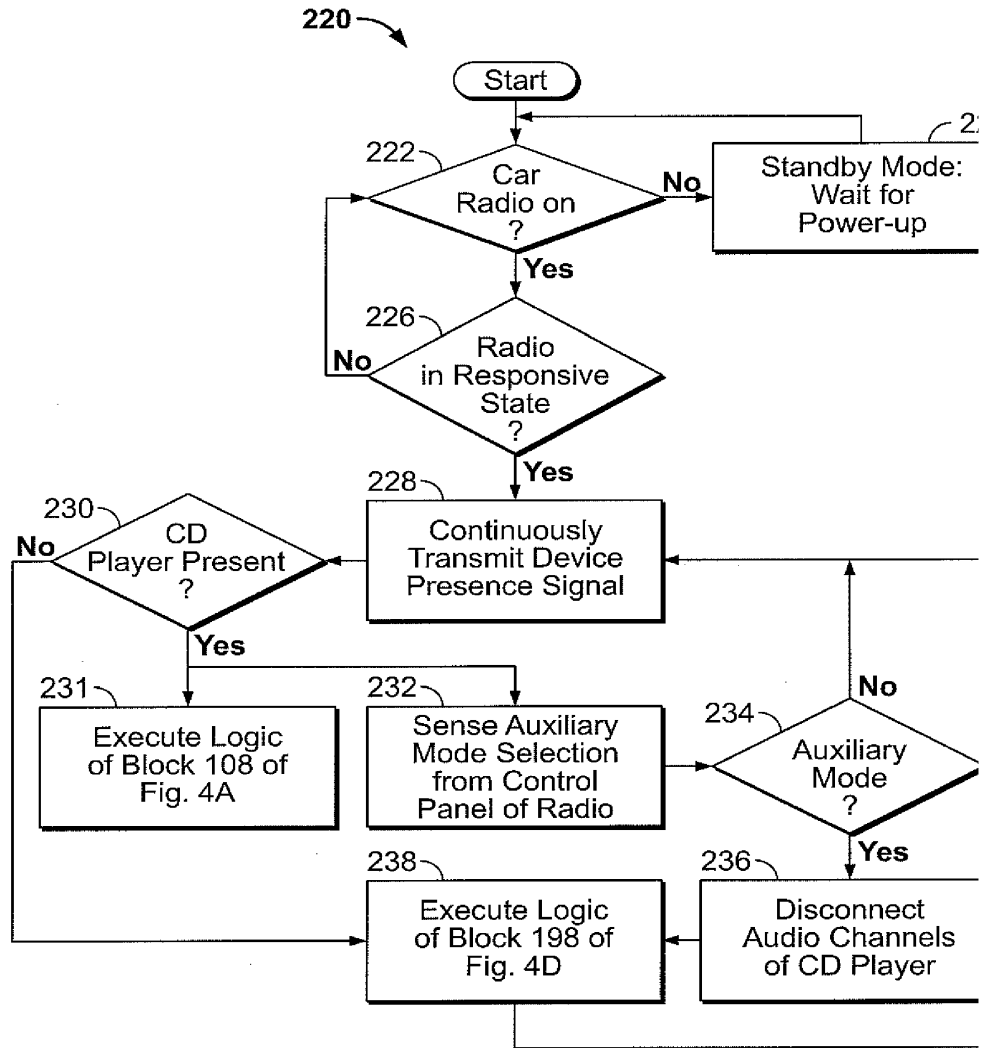 220
Start
222
Car
Radio on
?
No
Standby Mode:
Wait for
Power-up
Yes
226
Radio
in Responsive
State
?
No
Yes
228
Continuously
Transmit Device
Presence Signal
230
CD
Player Present
?
No
Yes
231
Execute Logic
of Block 108 of
Fig. 4A
232
Sense Auxiliary
Mode Selection
from Control
Panel of Radio
234
Auxiliary
Mode
?
No
Yes
236
Disconnect
Audio Channels
of CD Player
238
Execute Logic
of Block 198 of
Fig. 4D